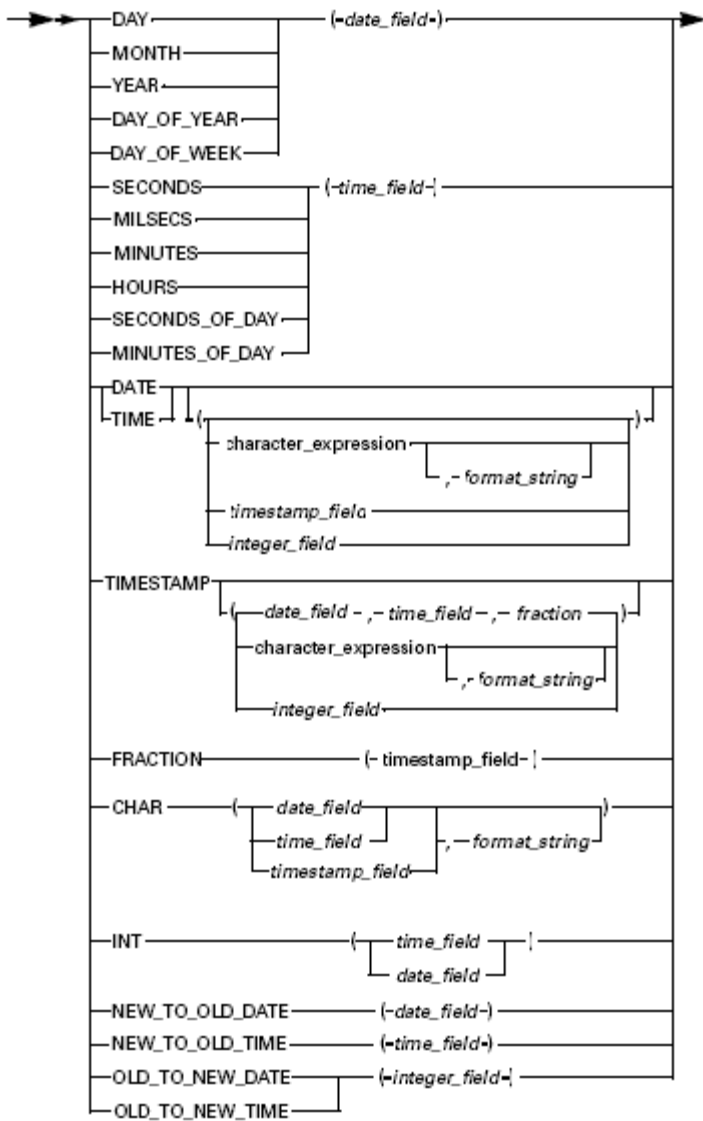 DAY (-date_field-)
MONTH
YEAR
DAY_OF_YEAR
DAY_OF_WEEK
SECONDS (-time_field-)
MILSECS
MINUTES
HOURS
SECONDS_OF_DAY
MINUTES_OF_DAY
DATE
TIME ( )
character_expression
,-format_string
timestamp_field
integer_field
TIMESTAMP
( date_field -,-time_field-,- fraction )
character_expression
,-format_string
integer_field
FRACTION (-timestamp_field-)
CHAR ( date_field )
time_field ,-format_string
timestamp_field
INT ( time_field )
date_field
NEW_TO_OLD_DATE (-date_field-)
NEW_TO_OLD_TIME (-time_field-)
OLD_TO_NEW_DATE (-integer_field-)
OLD_TO_NEW_TIME